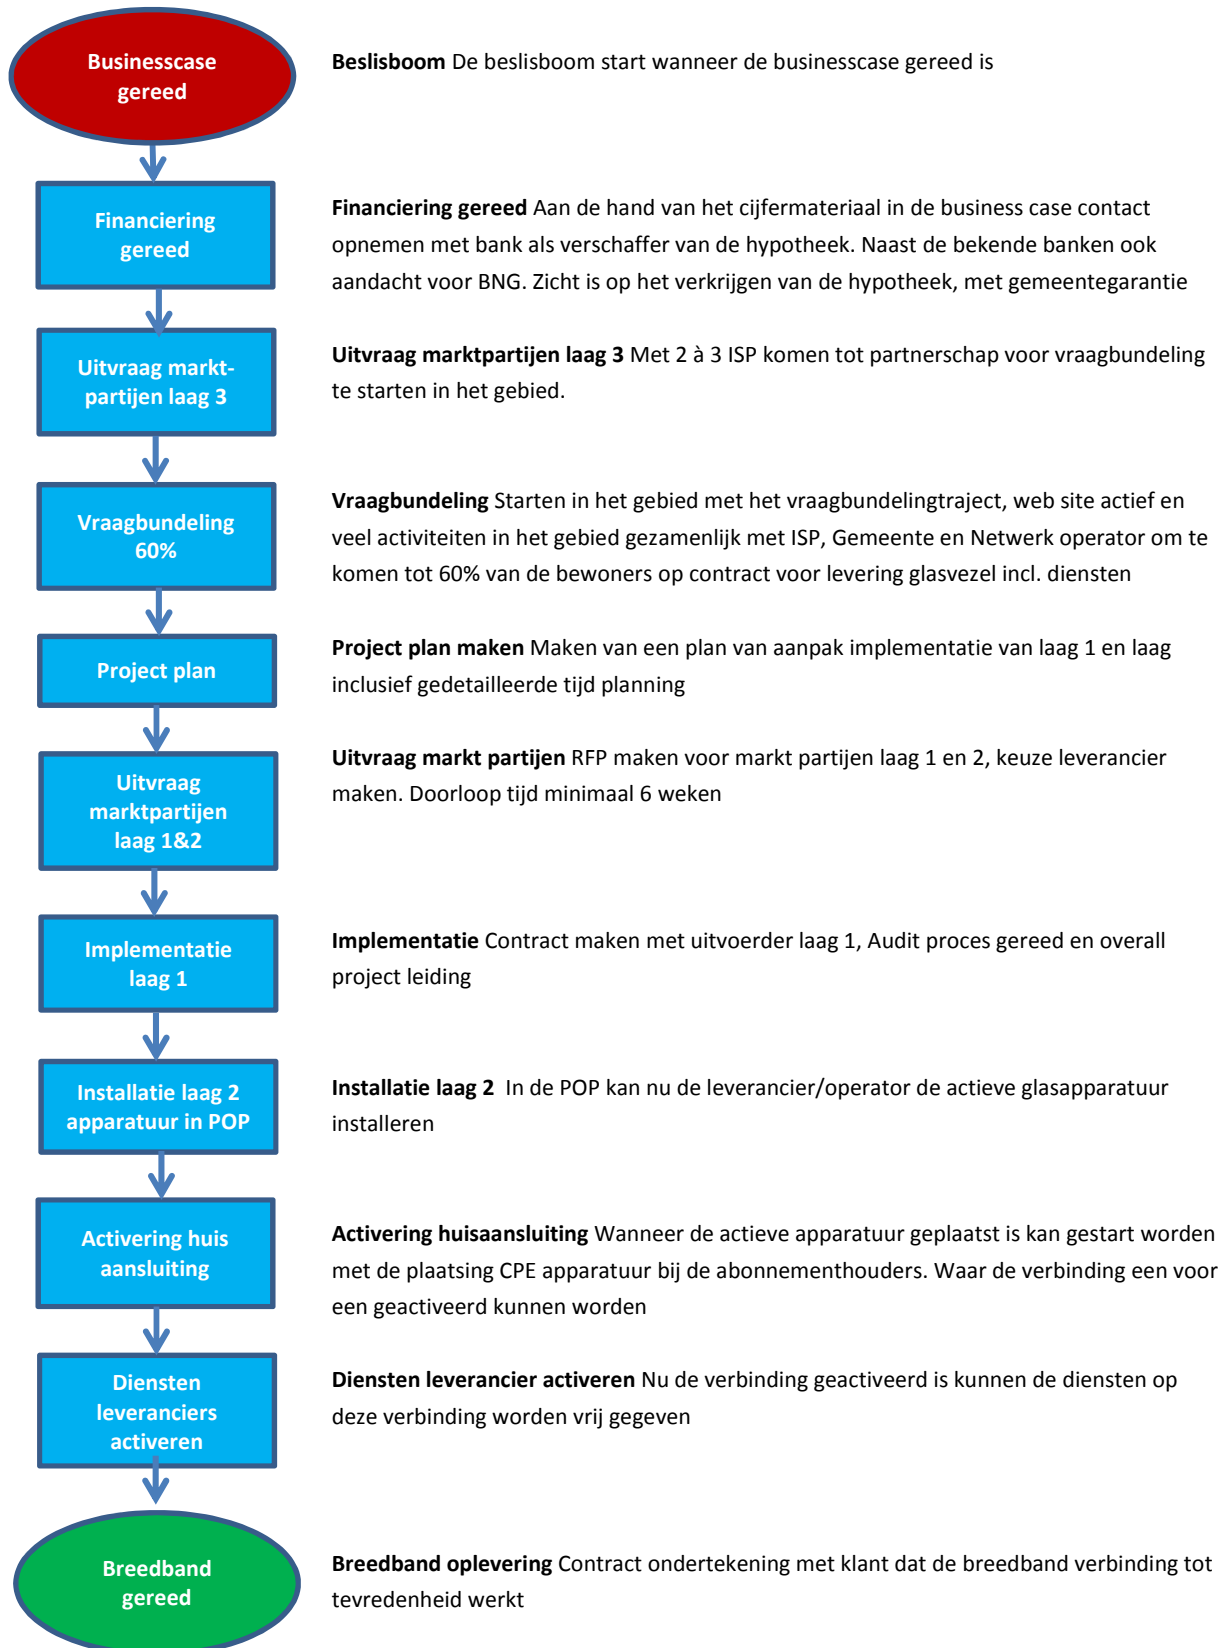 Businesscase
gereed
Beslisboom De beslisboom start wanneer de businesscase gereed is
Financiering
gereed
Financiering gereed Aan de hand van het cijfermateriaal in de business case contact
opnemen met bank als verschaffer van de hypotheek. Naast de bekende banken ook
aandacht voor BNG. Zicht is op het verkrijgen van de hypotheek, met gemeentegarantie
Uitvraag markt-
partijen laag 3
Uitvraag marktpartijen laag 3 Met 2 à 3 ISP komen tot partnerschap voor vraagbundeling
te starten in het gebied.
Vraagbundeling
60%
Vraagbundeling Starten in het gebied met het vraagbundelingtraject, web site actief en
veel activiteiten in het gebied gezamenlijk met ISP, Gemeente en Netwerk operator om te
komen tot 60% van de bewoners op contract voor levering glasvezel incl. diensten
Project plan
Project plan maken Maken van een plan van aanpak implementatie van laag 1 en laag
inclusief gedetailleerde tijd planning
Uitvraag
marktpartijen
laag 1&2
Uitvraag markt partijen RFP maken voor markt partijen laag 1 en 2, keuze leverancier
maken. Doorloop tijd minimaal 6 weken
Implementatie
laag 1
Implementatie Contract maken met uitvoerder laag 1, Audit proces gereed en overall
project leiding
Installatie laag 2
apparatuur in POP
Installatie laag 2 In de POP kan nu de leverancier/operator de actieve glasapparatuur
installeren
Activering huis
aansluiting
Activering huisaansluiting Wanneer de actieve apparatuur geplaatst is kan gestart worden
met de plaatsing CPE apparatuur bij de abonnementhouders. Waar de verbinding een voor
een geactiveerd kunnen worden
Diensten
leveranciers
activeren
Diensten leverancier activeren Nu de verbinding geactiveerd is kunnen de diensten op
deze verbinding worden vrij gegeven
Breedband
gereed
Breedband oplevering Contract ondertekening met klant dat de breedband verbinding tot
tevredenheid werkt